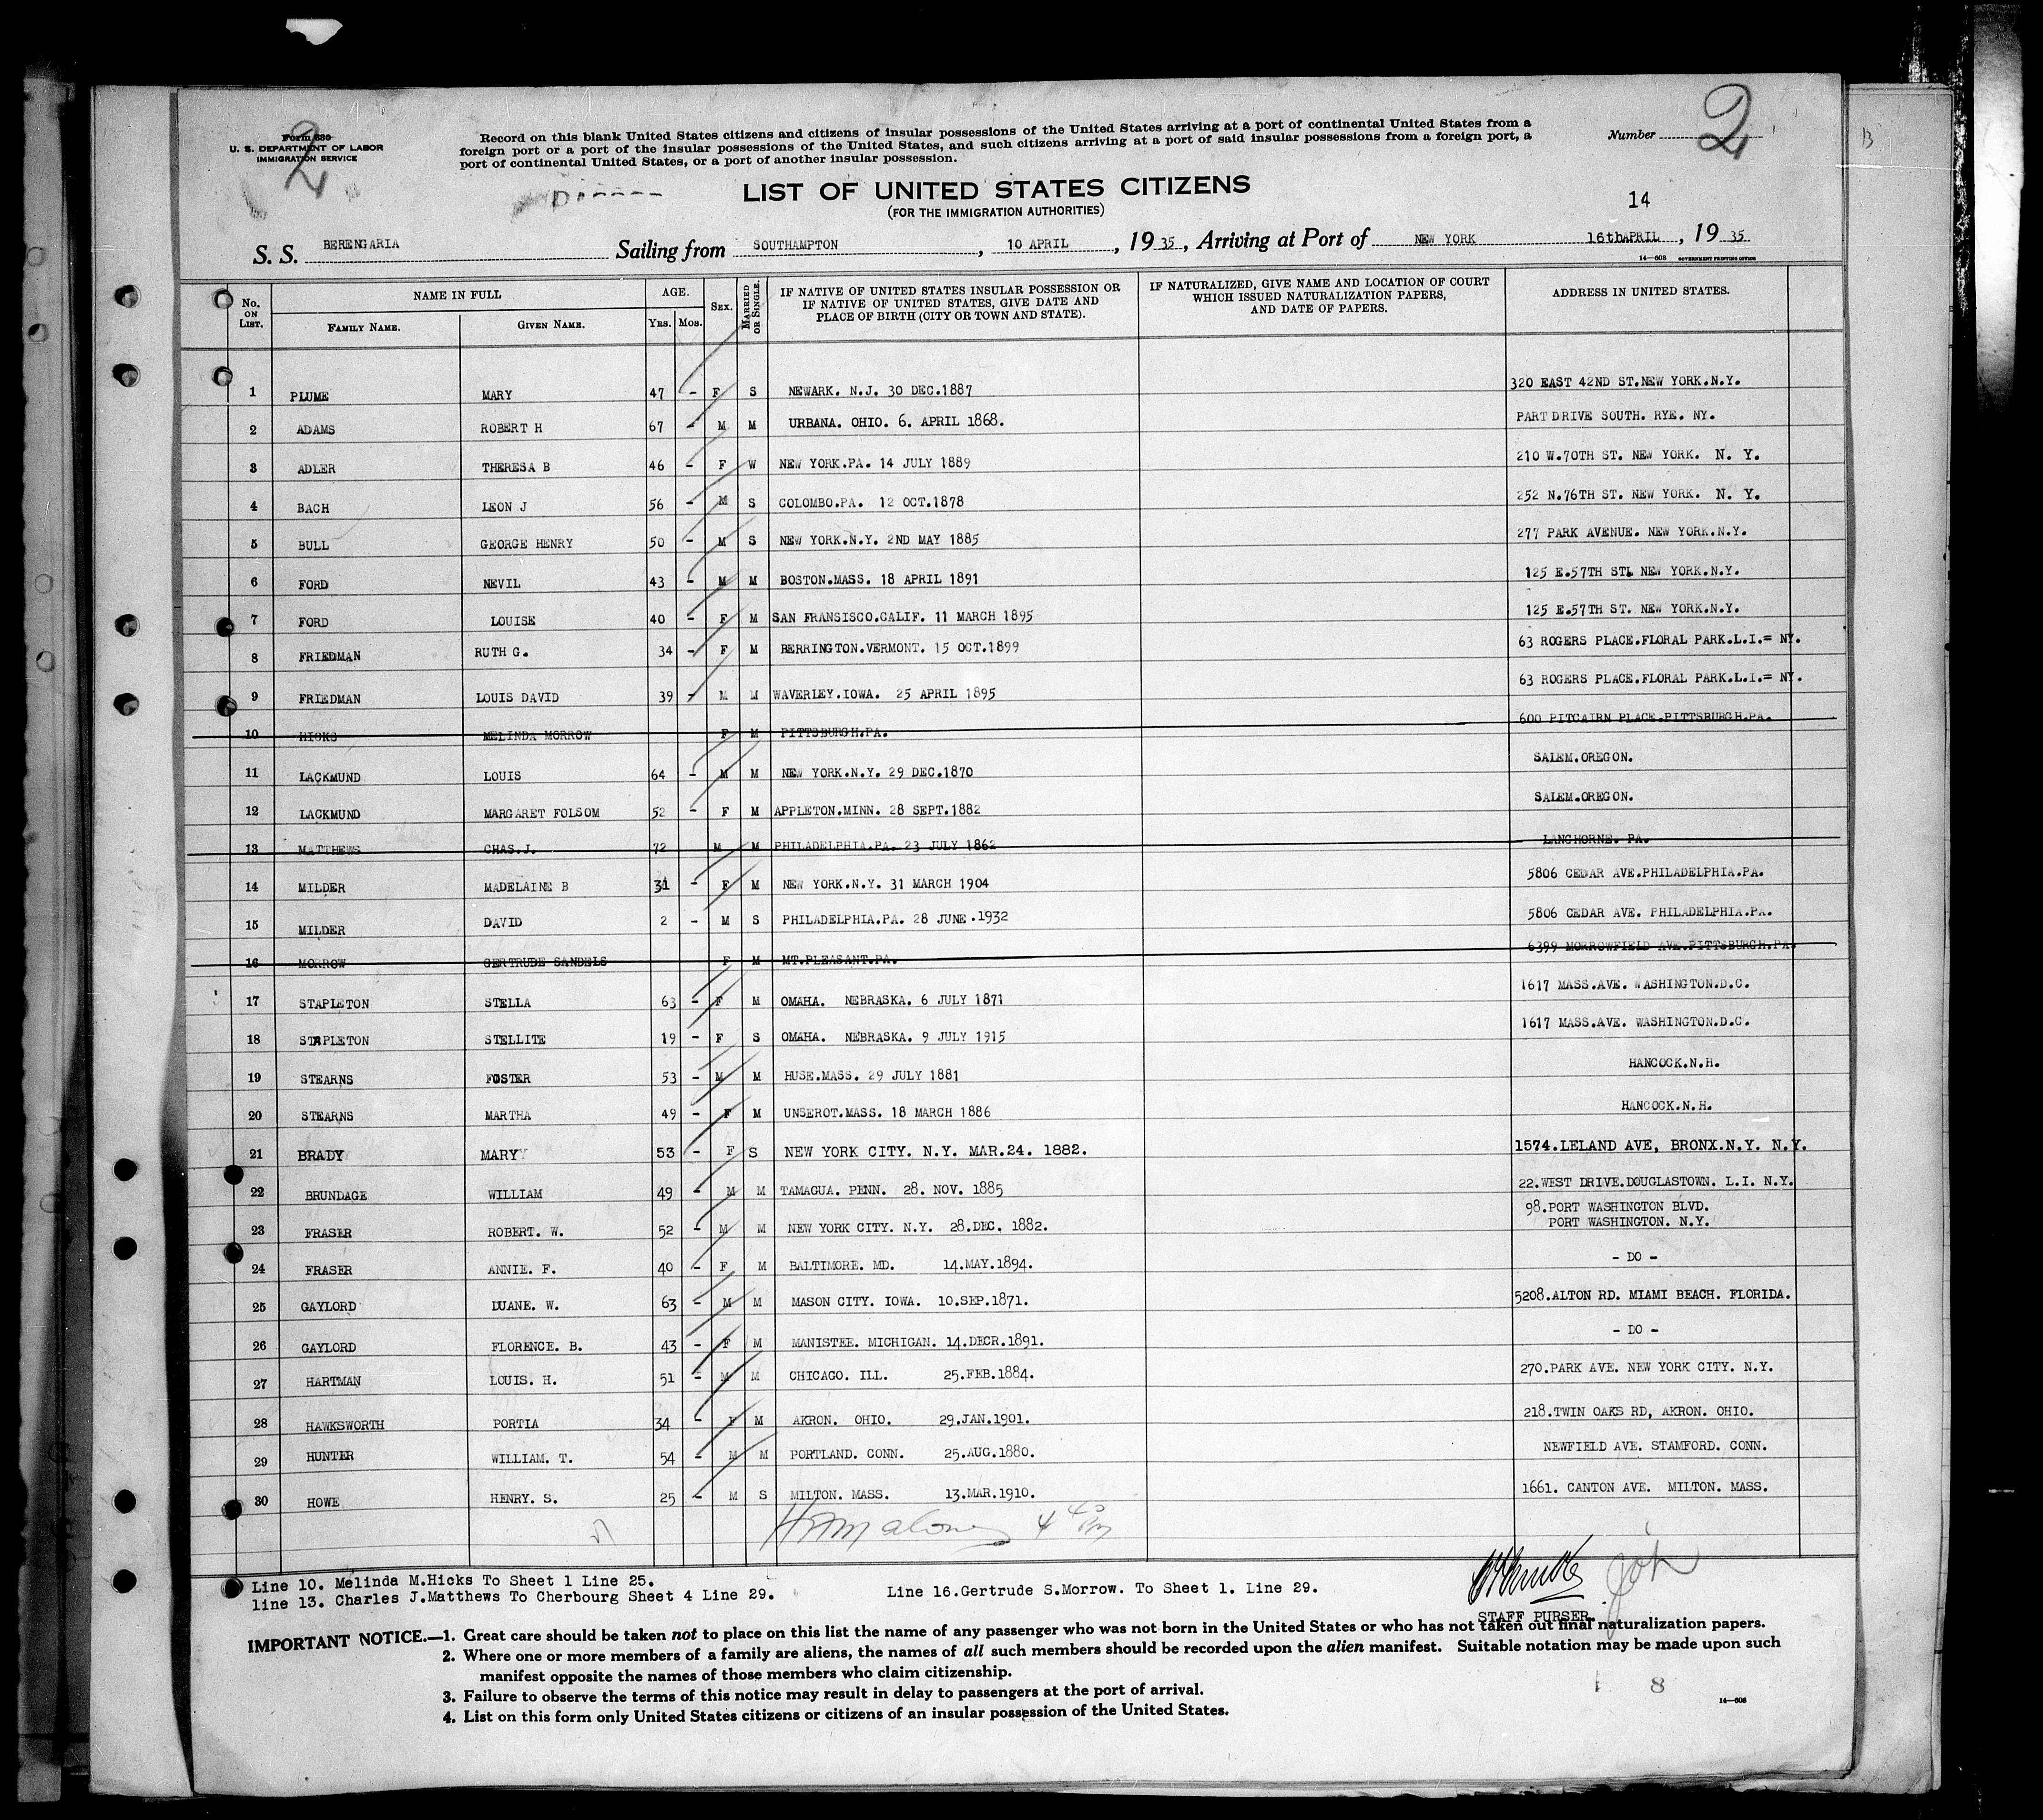 2
Form 630
U. S. DEPARTMENT OF LABOR
IMMIGRATION SERVICE
Record on this blank United States citizens and citizens of insular possessions of the United States arriving at a port of continental United States from a
foreign port or a port of the insular possessions of the United States, and such citizens arriving at a port of said insular possessions from a foreign port, a
port of continental United States, or a port of another insular possession.
Number 2
LIST OF UNITED STATES CITIZENS
(FOR THE IMMIGRATION AUTHORITIES)
14
S. S. BERENGARIA Sailing from SOUTHAMPTON, 10 APRIL, 1935, Arriving at Port of NEW YORK 16thAPRIL, 1935
14—608 GOVERNMENT PRINTING OFFICE
No. ON LIST. NAME IN FULL FAMILY NAME. GIVEN NAME. AGE. YRS. MOS. SEX. MARRIED OR SINGLE. IF NATIVE OF UNITED STATES INSULAR POSSESSION OR IF NATIVE OF UNITED STATES, GIVE DATE AND PLACE OF BIRTH (CITY OR TOWN AND STATE). IF NATURALIZED, GIVE NAME AND LOCATION OF COURT WHICH ISSUED NATURALIZATION PAPERS, AND DATE OF PAPERS. ADDRESS IN UNITED STATES.
1 PLUME MARY 47 - F S NEWARK. N.J. 30 DEC.1887 320 EAST 42ND ST.NEW YORK.N.Y.
2 ADAMS ROBERT H 67 - M M URBANA. OHIO. 6. APRIL 1868. PART DRIVE SOUTH. RYE. NY.
3 ADLER THERESA B 46 - F W NEW YORK.PA. 14 JULY 1889 210 W.70TH ST. NEW YORK. N. Y.
4 BACH LEON J 56 - M S COLOMBO.PA. 12 OCT.1878 252 N.76TH ST. NEW YORK. N. Y.
5 BULL GEORGE HENRY 50 - M S NEW YORK.N.Y. 2ND MAY 1885 277 PARK AVENUE. NEW YORK.N.Y.
6 FORD NEVIL 43 - M M BOSTON.MASS. 18 APRIL 1891 125 E.57TH ST. NEW YORK.N.Y.
7 FORD LOUISE 40 - F M SAN FRANSISCO.CALIF. 11 MARCH 1895 125 E.57TH ST. NEW YORK.N.Y.
8 FRIEDMAN RUTH G. 34 - F M BERRINGTON.VERMONT. 15 OCT.1899 63 ROGERS PLACE.FLORAL PARK.L.I.= NY.
9 FRIEDMAN LOUIS DAVID 39 - M M WAVERLEY.IOWA. 25 APRIL 1895 63 ROGERS PLACE.FLORAL PARK.L.I.= NY.
10 HICKS MELINDA MORROW F M PITTSBURGH.PA. 600 PITCAIRN PLACE.PITTSBURGH.PA.
11 LACKMUND LOUIS 64 - M M NEW YORK.N.Y. 29 DEC.1870 SALEM.OREGON.
12 LACKMUND MARGARET FOLSOM 52 - F M APPLETON.MINN. 28 SEPT.1882 SALEM.OREGON.
13 MATTHEWS CHAS.J. 72 M M PHILADELPHIA.PA. 23 JULY 1862 LANGHORNE. PA.
14 MILDER MADELAINE B 31 - F M NEW YORK.N.Y. 31 MARCH 1904 5806 CEDAR AVE.PHILADELPHIA.PA.
15 MILDER DAVID 2 - M S PHILADELPHIA.PA. 28 JUNE.1932 5806 CEDAR AVE. PHILADELPHIA.PA.
16 MORROW GERTRUDE SANDELS F M MT.PLEASANT.PA. 6399 MORROWFIELD AVE.PITTSBURGH.PA.
17 STAPLETON STELLA 63 - F M OMAHA. NEBRASKA. 6 JULY 1871 1617 MASS.AVE. WASHINGTON.D.C.
18 STAPLETON STELLITE 19 - F S OMAHA. NEBRASKA. 9 JULY 1915 1617 MASS.AVE. WASHINGTON.D.C.
19 STEARNS FOSTER 53 - M M HUSE.MASS. 29 JULY 1881 HANCOCK.N.H.
20 STEARNS MARTHA 49 - F M UNSEROT.MASS. 18 MARCH 1886 HANCOCK.N.H.
21 BRADY MARY 53 - F S NEW YORK CITY. N.Y. MAR.24. 1882. 1574.LELAND AVE, BRONX.N.Y. N.Y.
22 BRUNDAGE WILLIAM 49 - M M TAMAGUA. PENN. 28. NOV. 1885 22.WEST DRIVE.DOUGLASTOWN. L.I. N.Y.
23 FRASER ROBERT. W. 52 - M M NEW YORK CITY. N.Y. 28.DEC. 1882. 98.PORT WASHINGTON BLVD.
PORT WASHINGTON. N.Y.
24 FRASER ANNIE. F. 40 - F M BALTIMORE. MD. 14.MAY.1894. - DO -
25 GAYLORD DUANE. W. 63 - M M MASON CITY. IOWA. 10.SEP.1871. 5208.ALTON RD. MIAMI BEACH. FLORIDA.
26 GAYLORD FLORENCE. B. 43 - F M MANISTEE. MICHIGAN. 14.DECR.1891. - DO -
27 HARTMAN LOUIS. H. 51 - M M CHICAGO. ILL. 25.FEB.1884. 270.PARK AVE. NEW YORK CITY. N.Y.
28 HAWKSWORTH PORTIA 34 - F M AKRON. OHIO. 29.JAN.1901. 218.TWIN OAKS RD, AKRON. OHIO.
29 HUNTER WILLIAM. T. 54 - M M PORTLAND. CONN. 25.AUG.1880. NEWFIELD AVE. STAMFORD. CONN.
30 HOWE HENRY. S. 25 - M S MILTON. MASS. 13.MAR.1910. 1661. CANTON AVE. MILTON. MASS.
Line 10. Melinda M.Hicks To Sheet 1 Line 25.
line 13. Charles J.Matthews To Cherbourg Sheet 4 Line 29.
Line 16.Gertrude S.Morrow. To Sheet 1. Line 29.
STAFF PURSER.
IMPORTANT NOTICE.—1. Great care should be taken not to place on this list the name of any passenger who was not born in the United States or who has not taken out final naturalization papers.
2. Where one or more members of a family are aliens, the names of all such members should be recorded upon the alien manifest. Suitable notation may be made upon such
manifest opposite the names of those members who claim citizenship.
3. Failure to observe the terms of this notice may result in delay to passengers at the port of arrival.
4. List on this form only United States citizens or citizens of an insular possession of the United States.
8
14—608